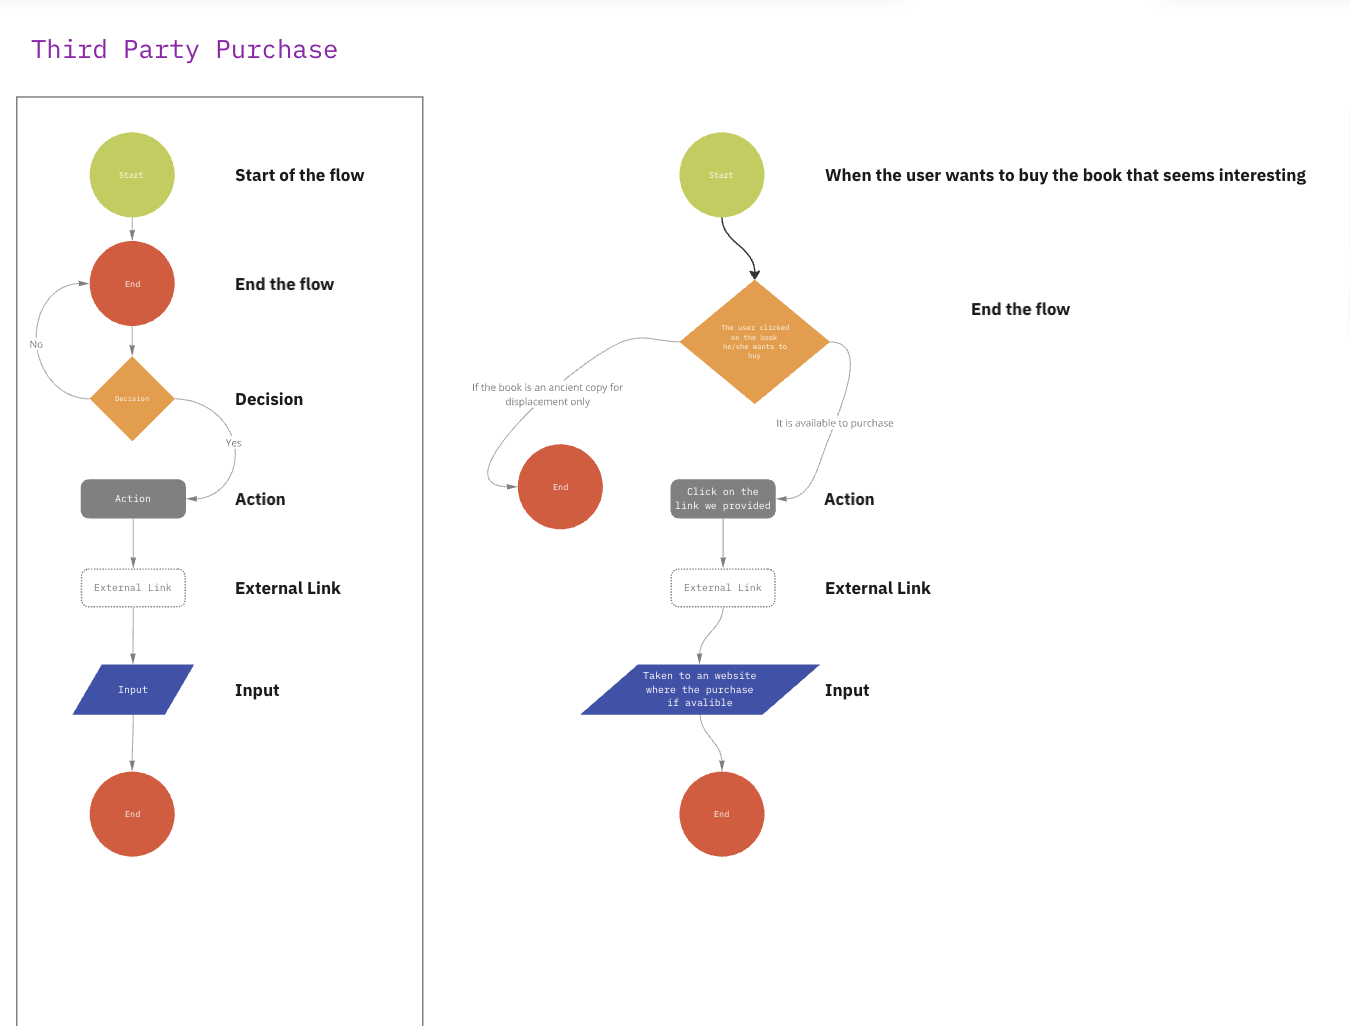 Third Party Purchase
Start
Start of the flow
End
End the flow
No
Decision
Decision
Yes
Action
Action
External Link
External Link
Input
Input
End
Start
When the user wants to buy the book that seems interesting
The user clicked
on the book
he/she wants to
buy
End the flow
If the book is an ancient copy for
displacement only
It is available to purchase
End
Click on the
link we provided
Action
External Link
External Link
Taken to an website
where the purchase
if avalible
Input
End